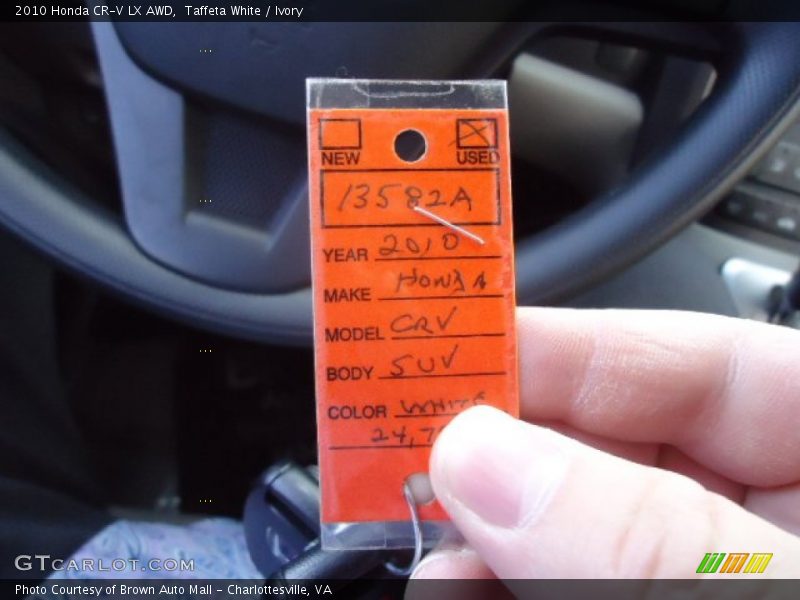 2010 Honda CR-V LX AWD, Taffeta White / Ivory
NEW USED
13582A
YEAR 2010
MAKE HONDA
MODEL CRV
BODY SUV
COLOR WHITE
GTCARLOT.COM
Photo Courtesy of Brown Auto Mall - Charlottesville, VA